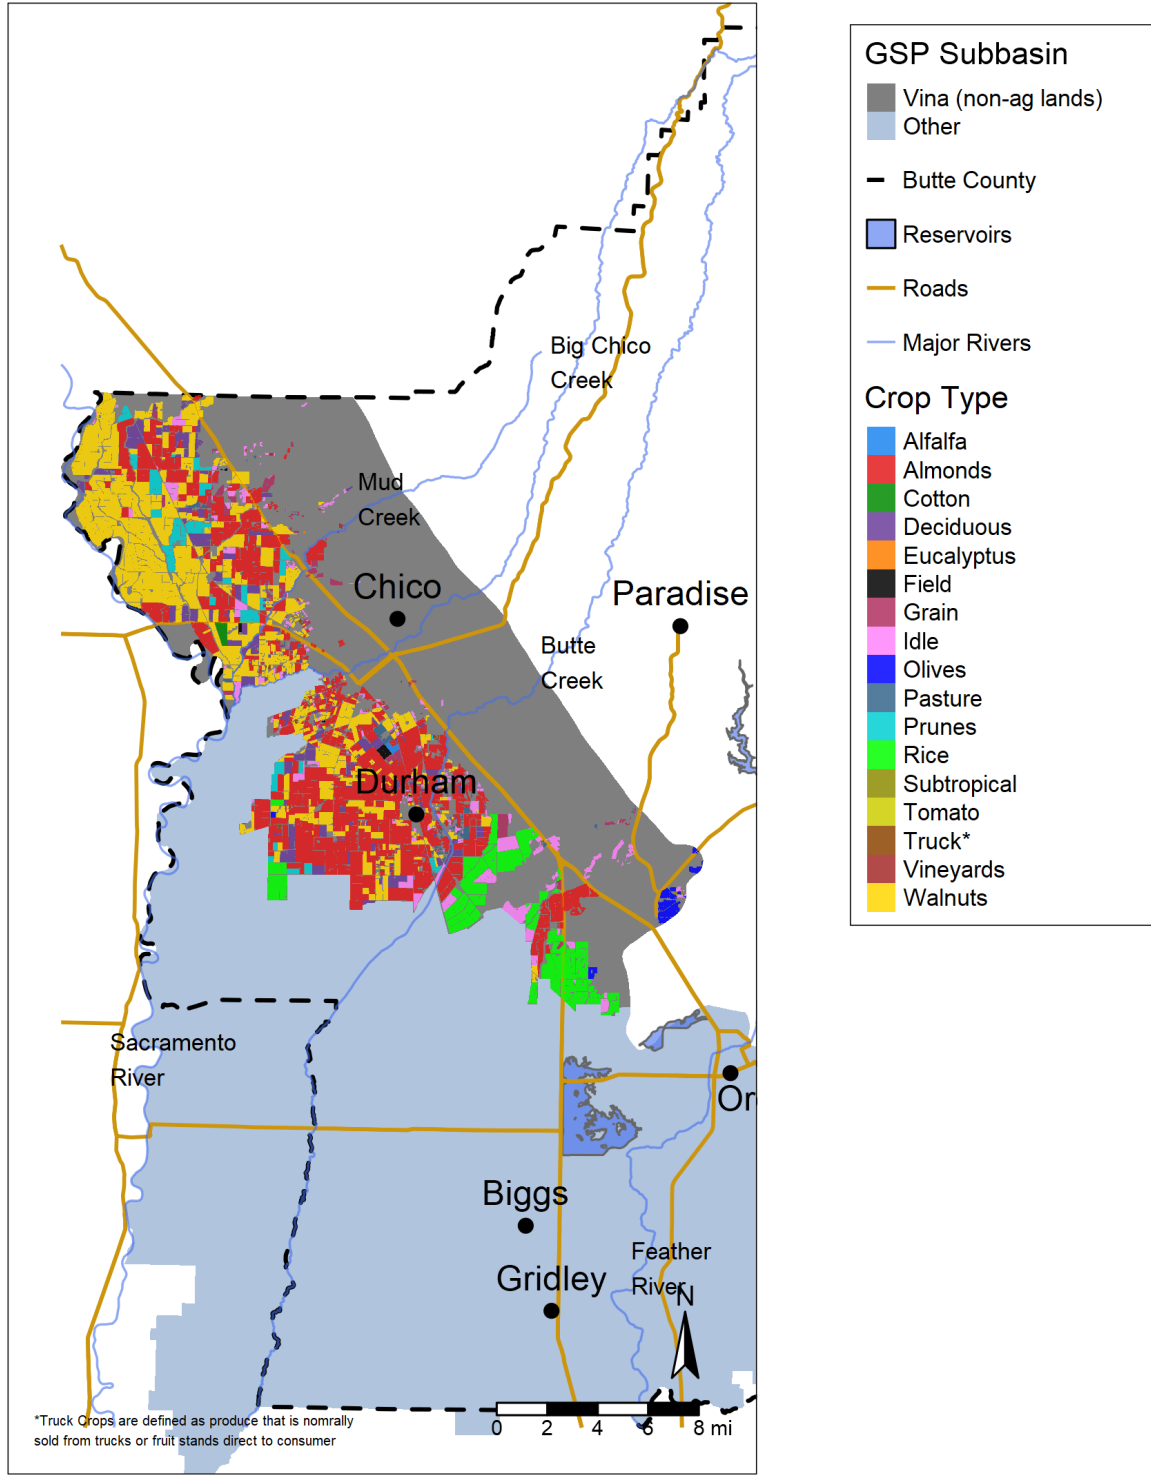 Big Chico
Creek
Mud
Creek
Chico
Paradise
Butte
Creek
Durham
Sacramento
River
Or
Biggs
Gridley
Feather
River
N
*Truck Crops are defined as produce that is nomrally
sold from trucks or fruit stands direct to consumer
0 2 4 6 8 mi
GSP Subbasin
Vina (non-ag lands)
Other
Butte County
Reservoirs
Roads
Major Rivers
Crop Type
Alfalfa
Almonds
Cotton
Deciduous
Eucalyptus
Field
Grain
Idle
Olives
Pasture
Prunes
Rice
Subtropical
Tomato
Truck*
Vineyards
Walnuts